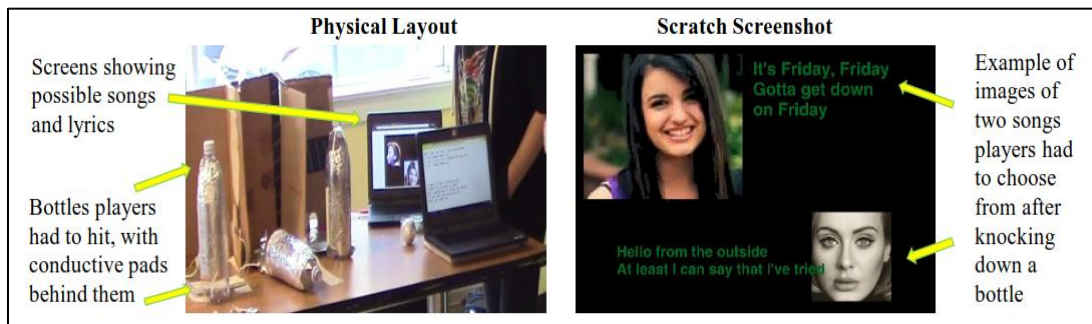 Physical Layout
Scratch Screenshot
Screens showing
possible songs
and lyrics
Bottles players
had to hit, with
conductive pads
behind them
It's Friday, Friday
Gotta get down
on Friday
Hello from the outside
At least I can say that I've tried
Example of
images of
two songs
players had
to choose
from after
knocking
down a
bottle